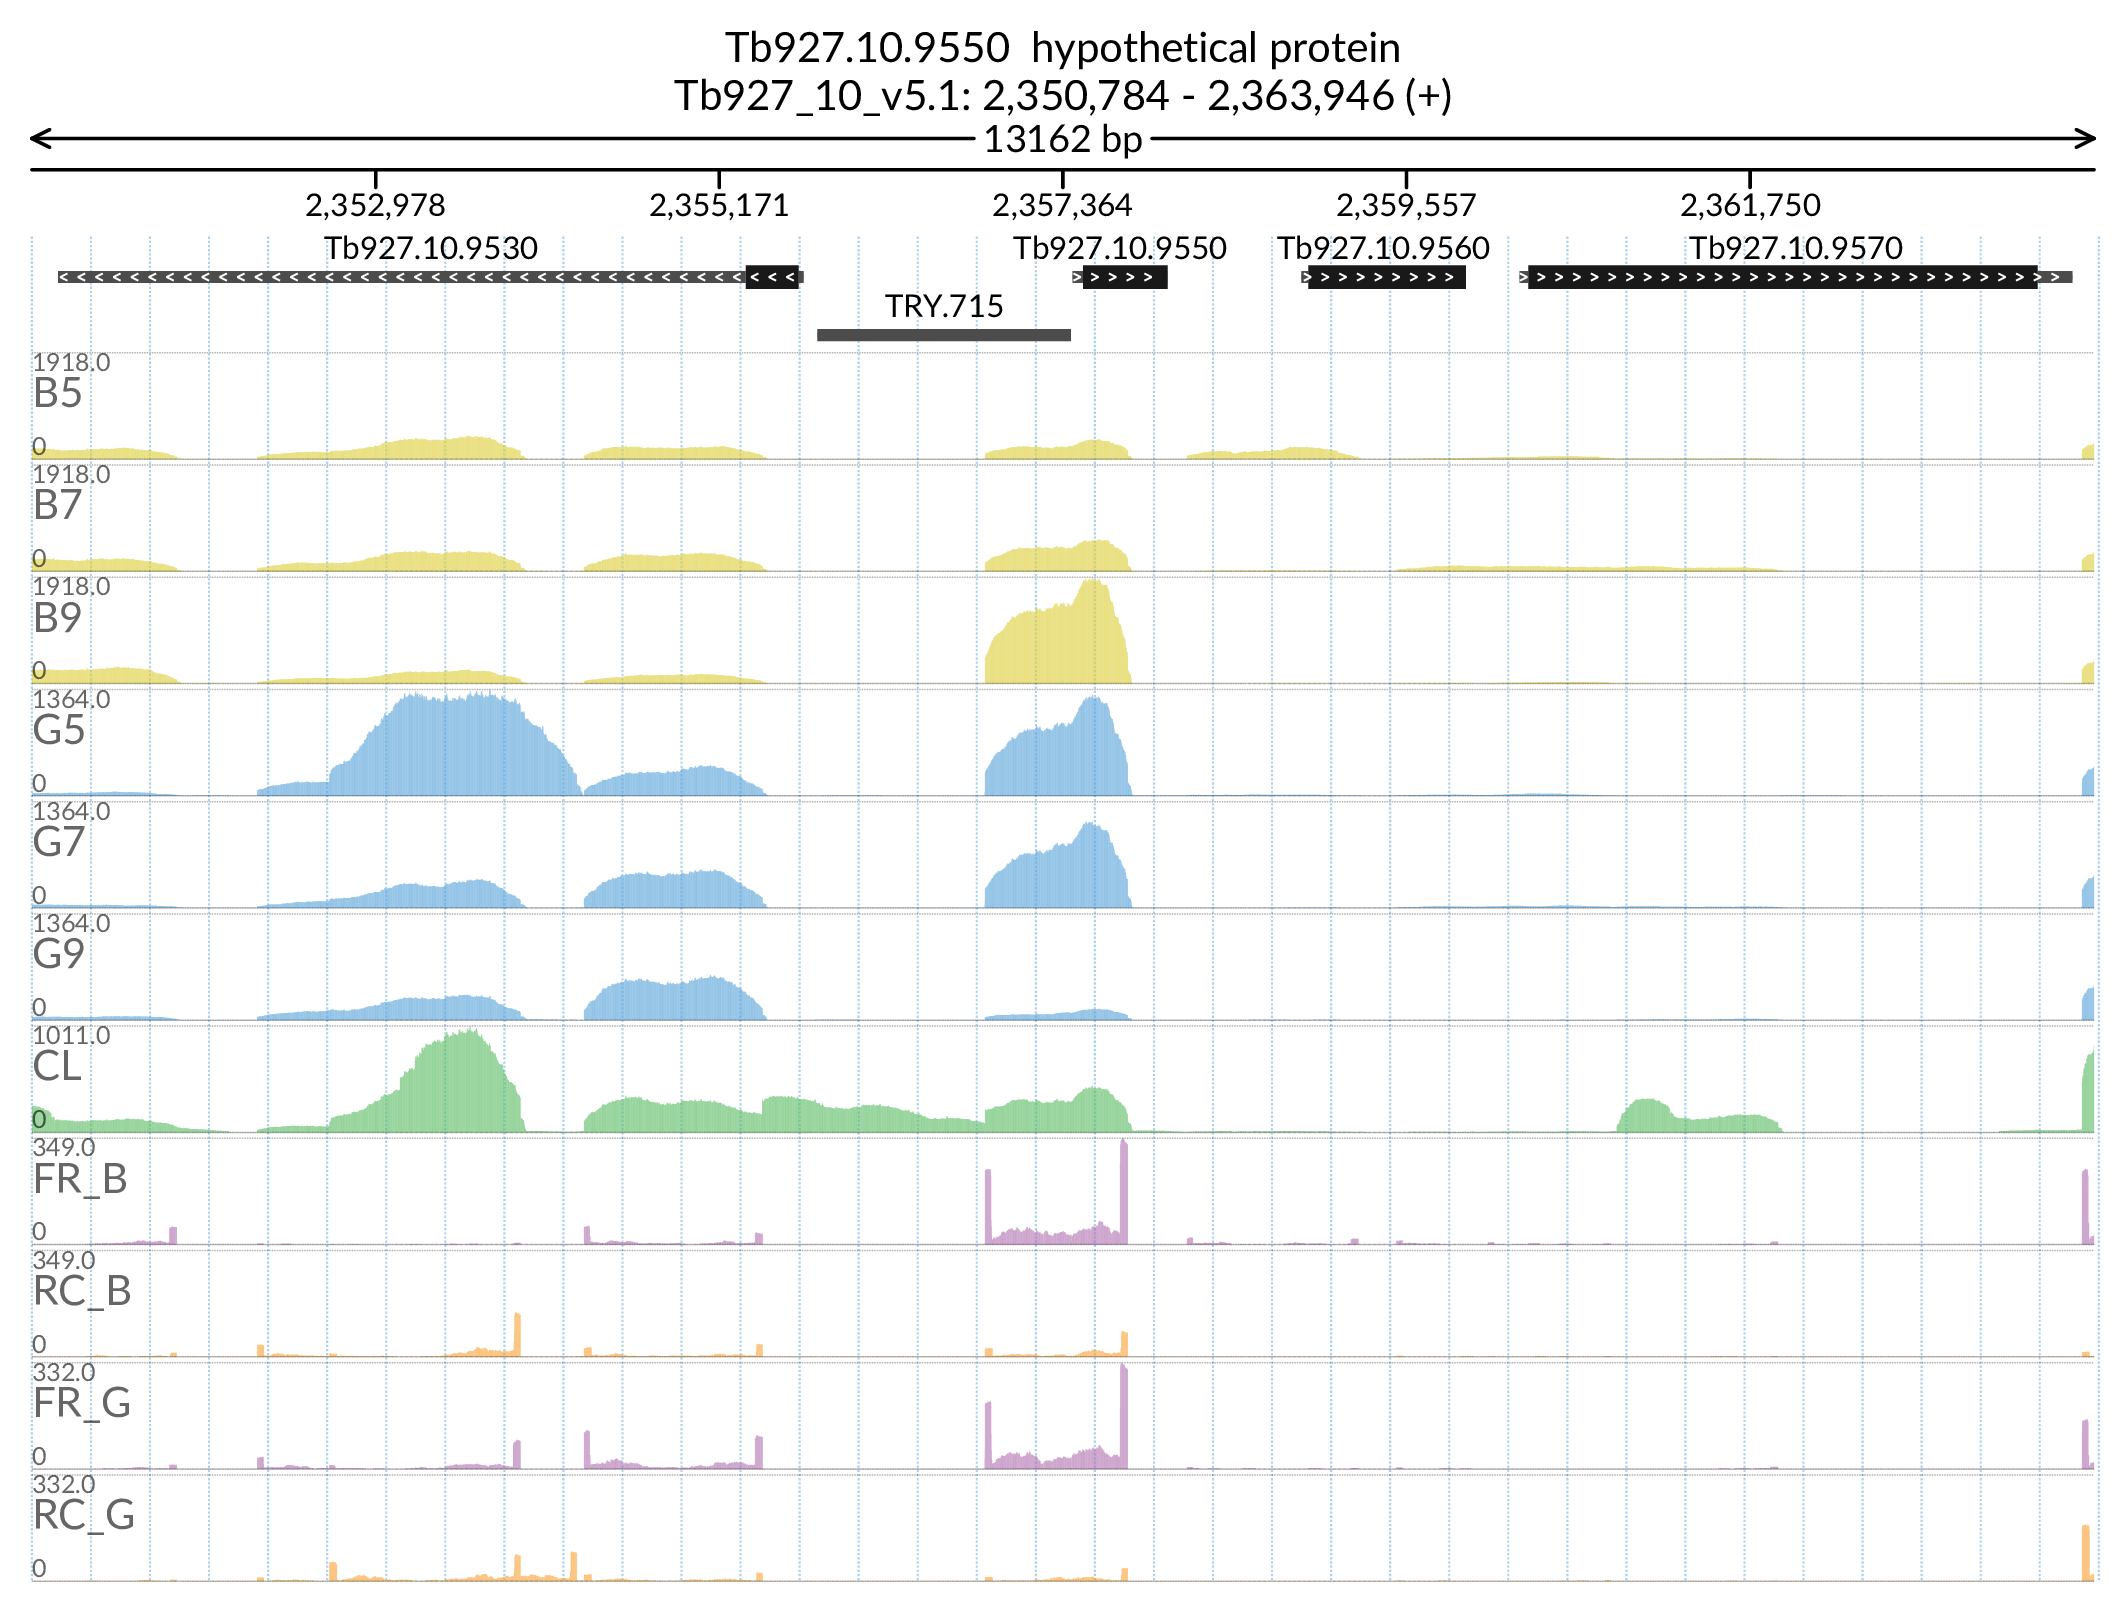 Tb927.10.9550 hypothetical protein
Tb927_10_v5.1: 2,350,784 - 2,363,946 (+)
13162 bp
2,352,978 2,355,171 2,357,364 2,359,557 2,361,750
Tb927.10.9530 Tb927.10.9550 Tb927.10.9560 Tb927.10.9570
TRY.715
1918.0
B5
0
1918.0
B7
0
1918.0
B9
0
1364.0
G5
0
1364.0
G7
0
1364.0
G9
0
1011.0
CL
0
349.0
FR_B
0
349.0
RC_B
0
332.0
FR_G
0
332.0
RC_G
0